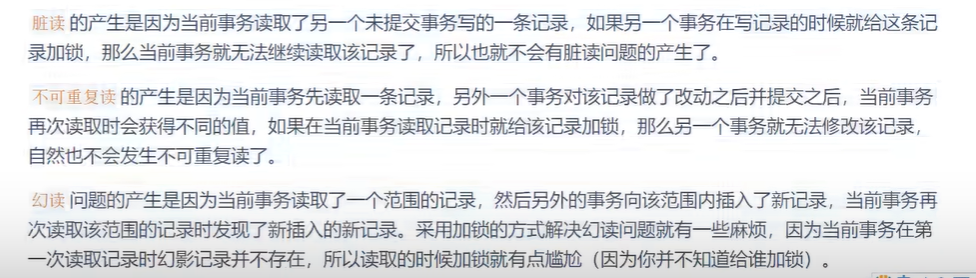 脏读 的产生是因为当前事务读取了另一个未提交事务写的一条记录，如果另一个事务在写记录的时候就给这条记
录加锁，那么当前事务就无法继续读取该记录了，所以也就不会有脏读问题的产生了。
不可重复读 的产生是因为当前事务先读取一条记录，另外一个事务对该记录做了改动之后并提交之后，当前事务
再次读取时会获得不同的值，如果在当前事务读取记录时就给该记录加锁，那么另一个事务就无法修改该记录，
自然也不会发生不可重复读了。
幻读 问题的产生是因为当前事务读取了一个范围的记录，然后另外的事务向该范围内插入了新记录，当前事务再
次读取该范围的记录时发现了新插入的新记录。采用加锁的方式解决幻读问题就有一些麻烦，因为当前事务在第
一次读取记录时幻影记录并不存在，所以读取的时候加锁就有点尴尬（因为你并不知道给谁加锁）。